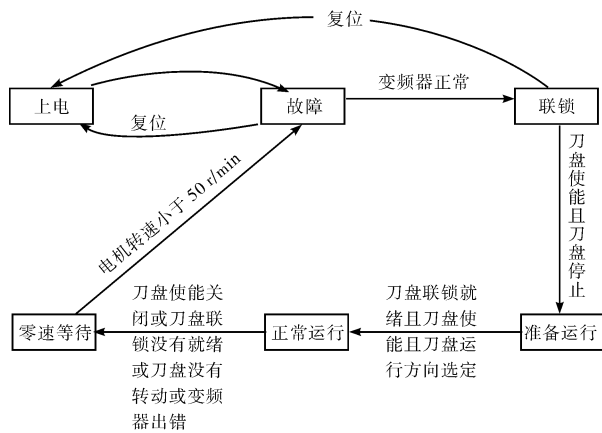 复位
上电
故障
变频器正常
联锁
复位
刀盘使能且刀盘停止
电机转速小于 50 r/min
刀盘使能关
闭或刀盘联
锁没有就绪
或刀盘没有
转动或变频
器出错
刀盘联锁就
绪且刀盘使
能且刀盘运
行方向选定
零速等待
正常运行
准备运行